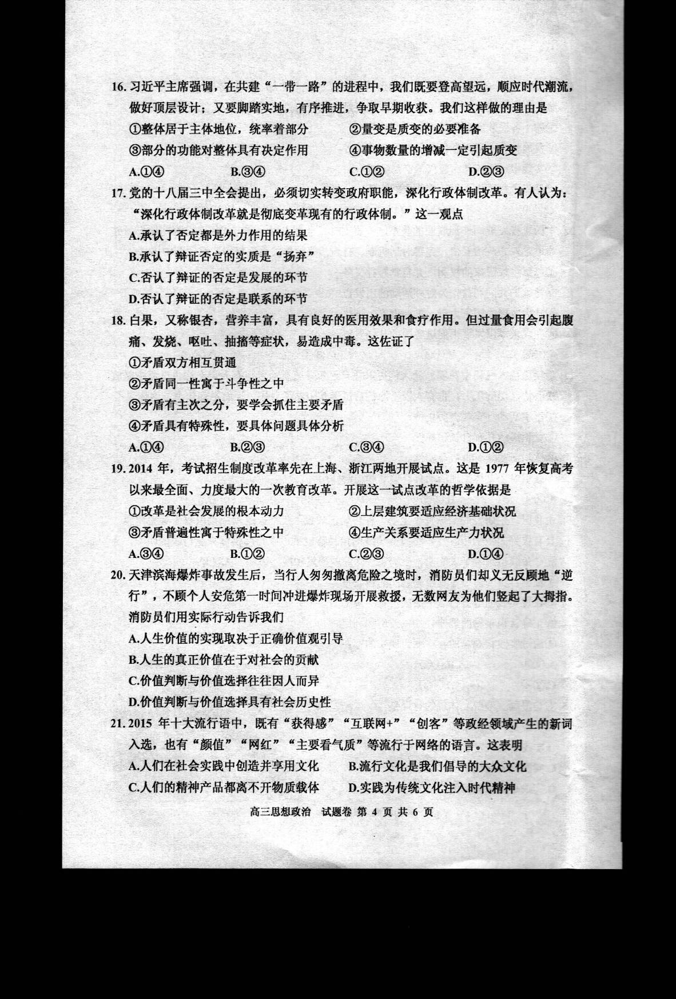 16. 习近平主席强调，在共建“一带一路”的进程中，我们既要登高望远，顺应时代潮流，
做好顶层设计；又要脚踏实地，有序推进，争取早期收获。我们这样做的理由是
①整体居于主体地位，统率着部分 ②量变是质变的必要准备
③部分的功能对整体具有决定作用 ④事物数量的增减一定引起质变
A.①④ B.③④ C.①② D.②③
17. 党的十八届三中全会提出，必须切实转变政府职能，深化行政体制改革。有人认为：
“深化行政体制改革就是彻底变革现有的行政体制。”这一观点
A.承认了否定都是外力作用的结果
B.承认了辩证否定的实质是“扬弃”
C.否认了辩证的否定是发展的环节
D.否认了辩证的否定是联系的环节
18. 白果，又称银杏，营养丰富，具有良好的医用效果和食疗作用。但过量食用会引起腹
痛、发烧、呕吐、抽搐等症状，易造成中毒。这佐证了
①矛盾双方相互贯通
②矛盾同一性寓于斗争性之中
③矛盾有主次之分，要学会抓住主要矛盾
④矛盾具有特殊性，要具体问题具体分析
A.①④ B.②③ C.③④ D.①②
19. 2014 年，考试招生制度改革率先在上海、浙江两地开展试点。这是 1977 年恢复高考
以来最全面、力度最大的一次教育改革。开展这一试点改革的哲学依据是
①改革是社会发展的根本动力 ②上层建筑要适应经济基础状况
③矛盾普遍性寓于特殊性之中 ④生产关系要适应生产力状况
A.③④ B.①② C.②③ D.①④
20. 天津滨海爆炸事故发生后，当行人匆匆撤离危险之境时，消防员们却义无反顾地“逆
行”，不顾个人安危第一时间冲进爆炸现场开展救援，无数网友为他们竖起了大拇指。
消防员们用实际行动告诉我们
A.人生价值的实现取决于正确价值观引导
B.人生的真正价值在于对社会的贡献
C.价值判断与价值选择往往因人而异
D.价值判断与价值选择具有社会历史性
21. 2015 年十大流行语中，既有“获得感”“互联网+”“创客”等政经领域产生的新词
入选，也有“颜值”“网红”“主要看气质”等流行于网络的语言。这表明
A.人们在社会实践中创造并享用文化 B.流行文化是我们倡导的大众文化
C.人们的精神产品都离不开物质载体 D.实践为传统文化注入时代精神
高三思想政治 试题卷 第 4 页 共 6 页